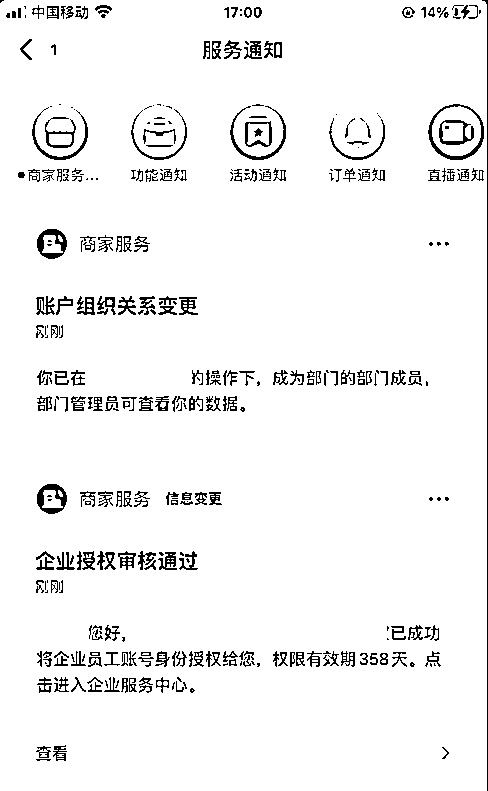 中国移动 17:00 14%
1 服务通知
商家服务... 功能通知 活动通知 订单通知 直播通知
商家服务
账户组织关系变更
刚刚
你已在 的操作下，成为部门的部门成员，
部门管理员可查看你的数据。
商家服务 信息变更
企业授权审核通过
刚刚
您好， 已成功
将企业员工账号身份授权给您，权限有效期358天。点
击进入企业服务中心。
查看